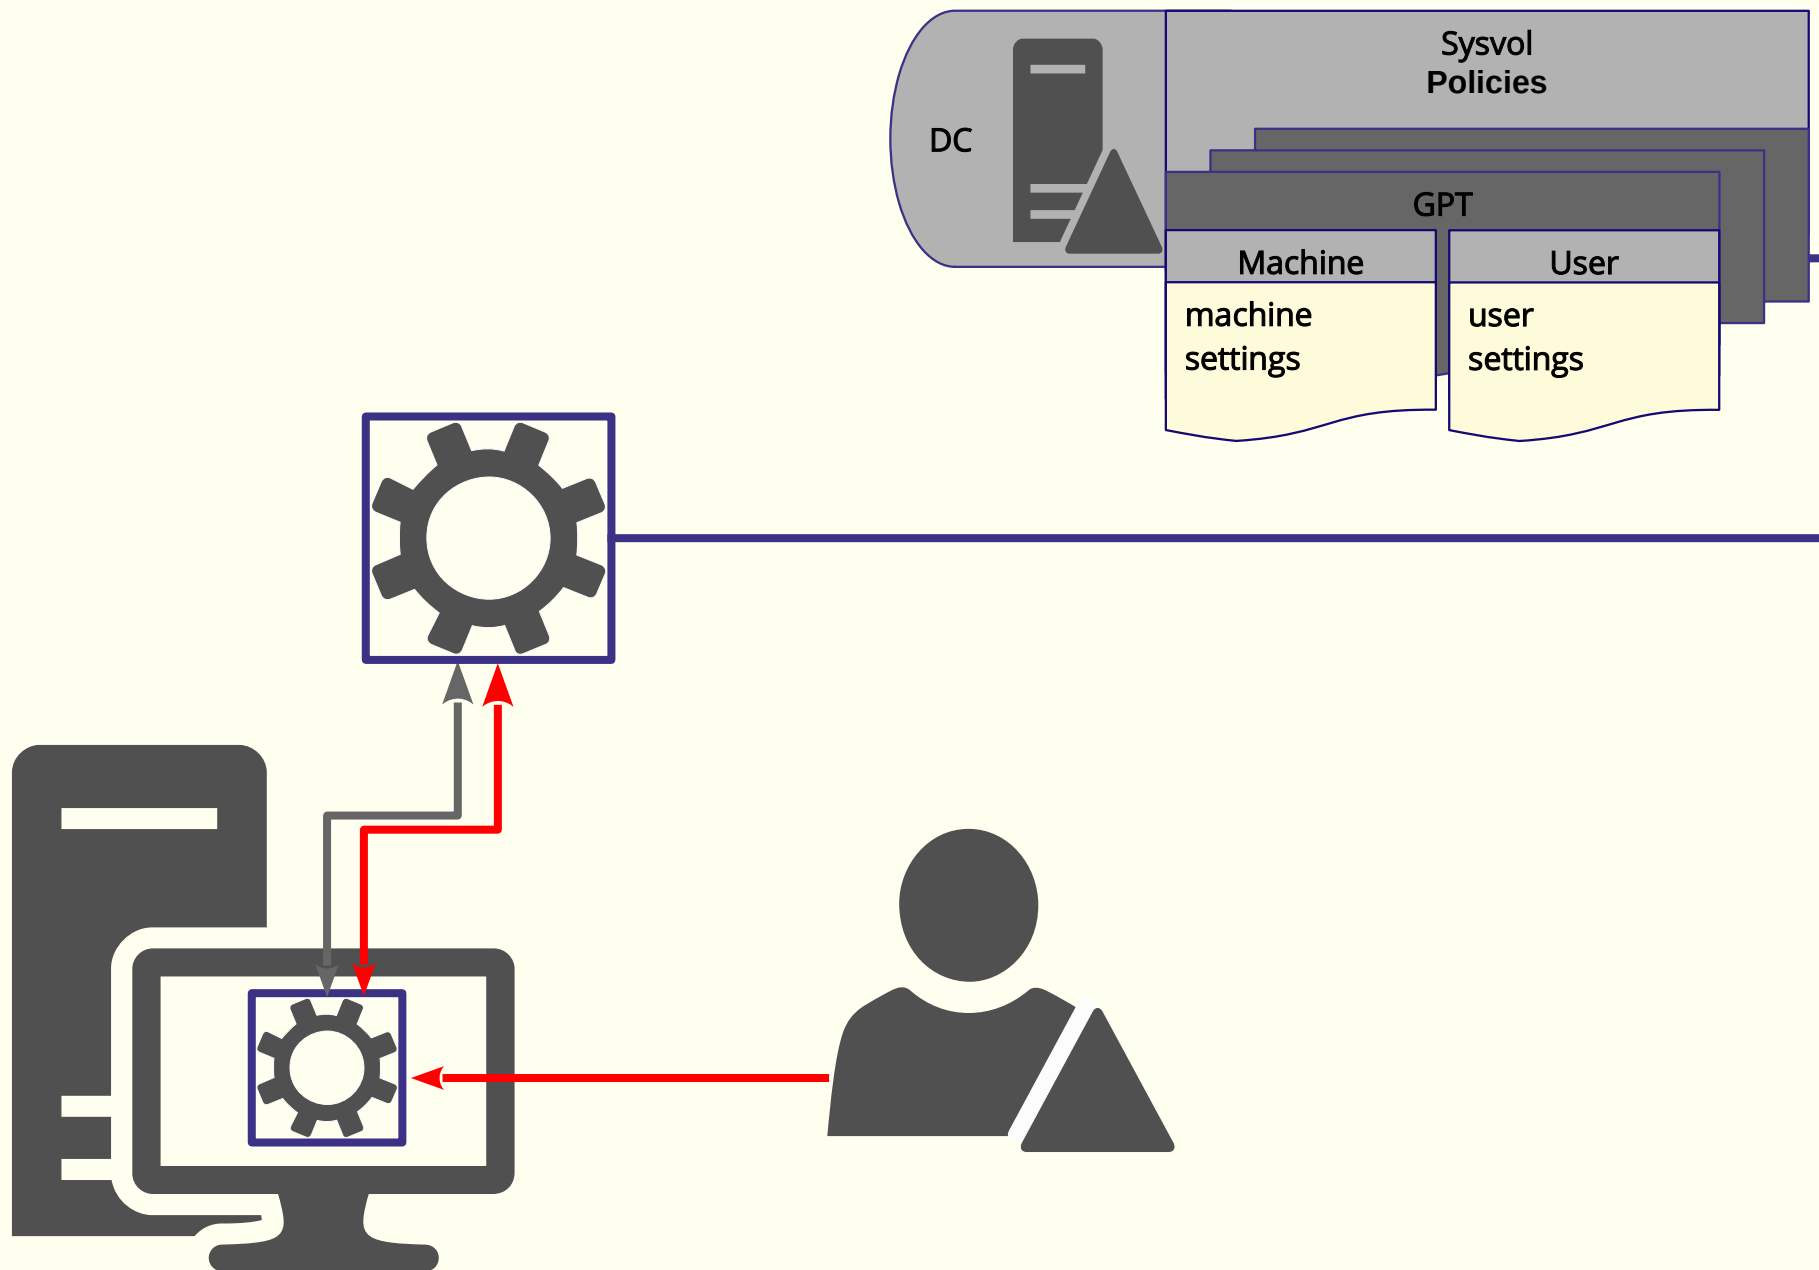 Sysvol
Policies
DC
GPT
Machine
User
machine
settings
user
settings